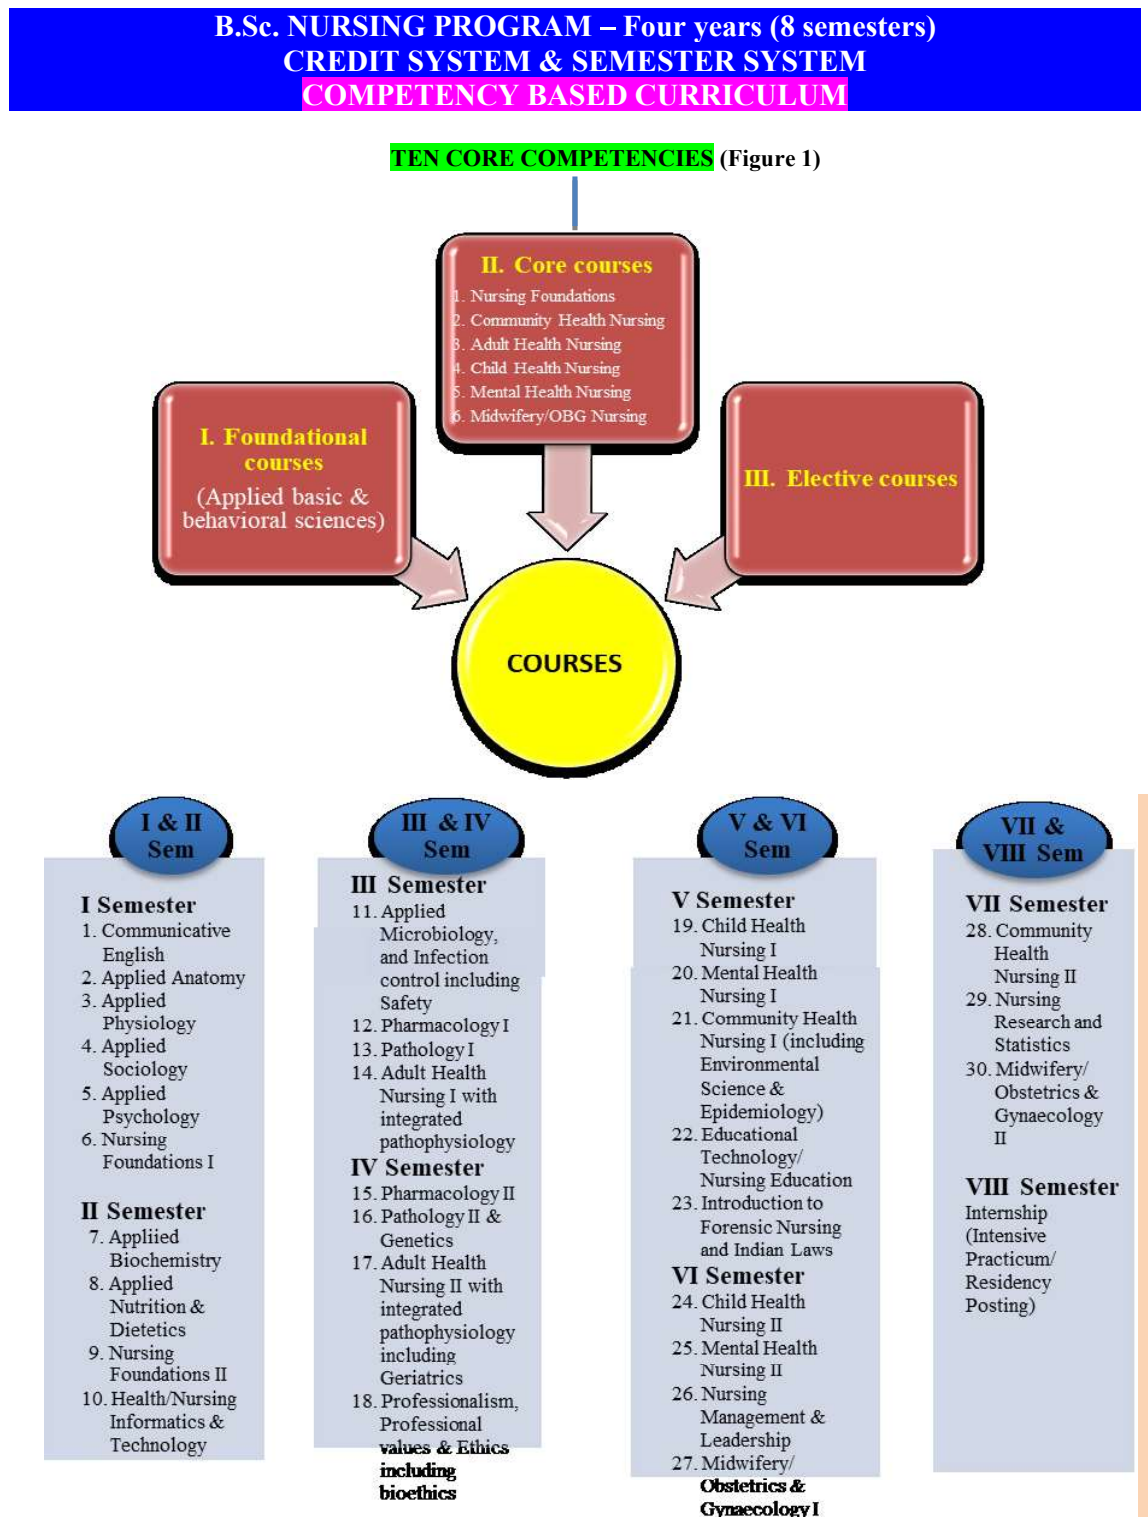 B.Sc. NURSING PROGRAM – Four years (8 semesters)
CREDIT SYSTEM & SEMESTER SYSTEM
COMPETENCY BASED CURRICULUM
TEN CORE COMPETENCIES (Figure 1)
II. Core courses
1. Nursing Foundations
2. Community Health Nursing
3. Adult Health Nursing
4. Child Health Nursing
5. Mental Health Nursing
6. Midwifery/OBG Nursing
I. Foundational
courses
(Applied basic &
behavioral sciences)
III. Elective courses
COURSES
I & II
Sem
I Semester
1. Communicative
English
2. Applied Anatomy
3. Applied
Physiology
4. Applied
Sociology
5. Applied
Psychology
6. Nursing
Foundations I
II Semester
7. Appliied
Biochemistry
8. Applied
Nutrition &
Dietetics
9. Nursing
Foundations II
10. Health/Nursing
Informatics &
Technology
III & IV
Sem
III Semester
11. Applied
Microbiology,
and Infection
control including
Safety
12. Pharmacology I
13. Pathology I
14. Adult Health
Nursing I with
integrated
pathophysiology
IV Semester
15. Pharmacology II
16. Pathology II &
Genetics
17. Adult Health
Nursing II with
integrated
pathophysiology
including
Geriatrics
18. Professionalism,
Professional
values & Ethics
including
bioethics
V & VI
Sem
V Semester
19. Child Health
Nursing I
20. Mental Health
Nursing I
21. Community Health
Nursing I (including
Environmental
Science &
Epidemiology)
22. Educational
Technology/
Nursing Education
23. Introduction to
Forensic Nursing
and Indian Laws
VI Semester
24. Child Health
Nursing II
25. Mental Health
Nursing II
26. Nursing
Management &
Leadership
27. Midwifery/
Obstetrics &
Gynaecology I
VII &
VIII Sem
VII Semester
28. Community
Health
Nursing II
29. Nursing
Research and
Statistics
30. Midwifery/
Obstetrics &
Gynaecology
II
VIII Semester
Internship
(Intensive
Practicum/
Residency
Posting)